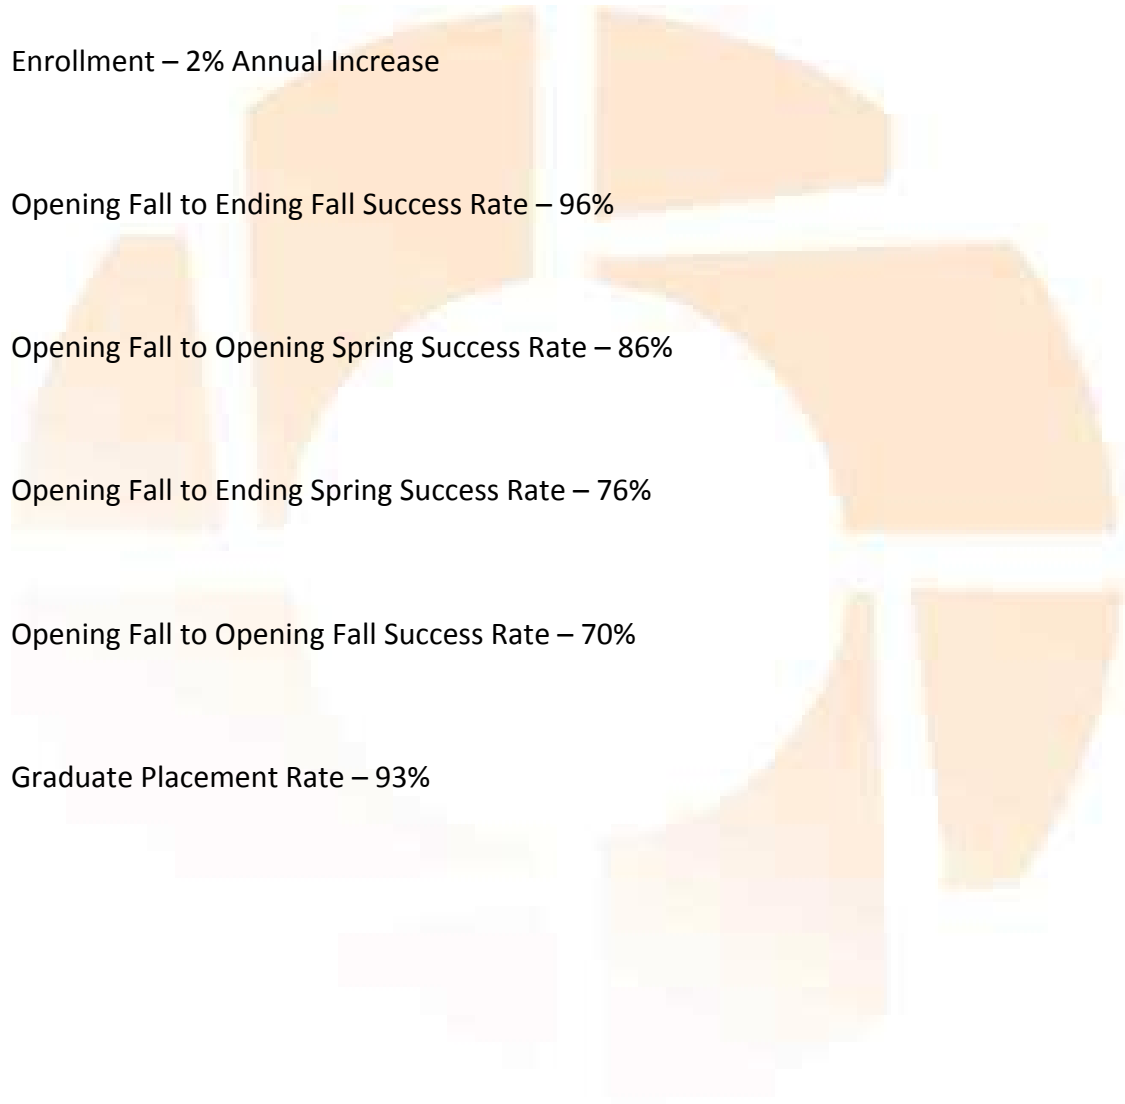 Enrollment – 2% Annual Increase
Opening Fall to Ending Fall Success Rate – 96%
Opening Fall to Opening Spring Success Rate – 86%
Opening Fall to Ending Spring Success Rate – 76%
Opening Fall to Opening Fall Success Rate – 70%
Graduate Placement Rate – 93%